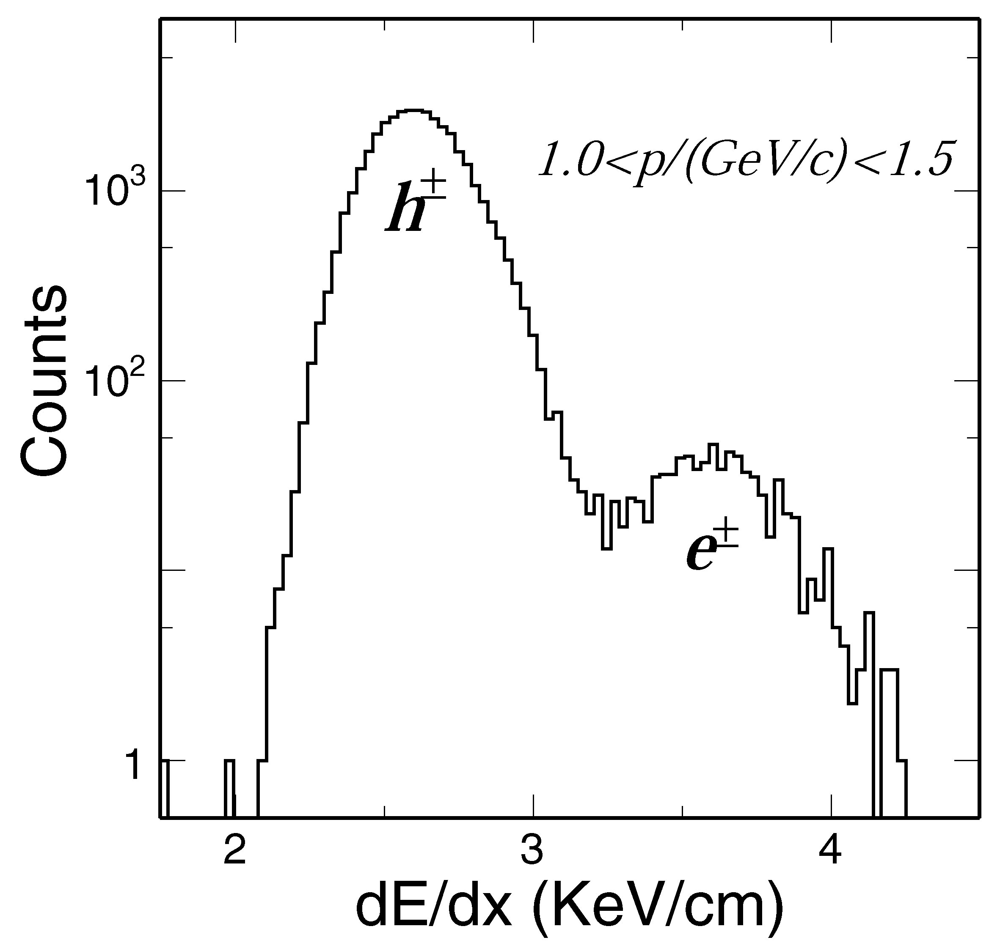 1.0<p/(GeV/c)<1.5
h±
10³
Counts
10²
e±
1
2 3 4
dE/dx (KeV/cm)